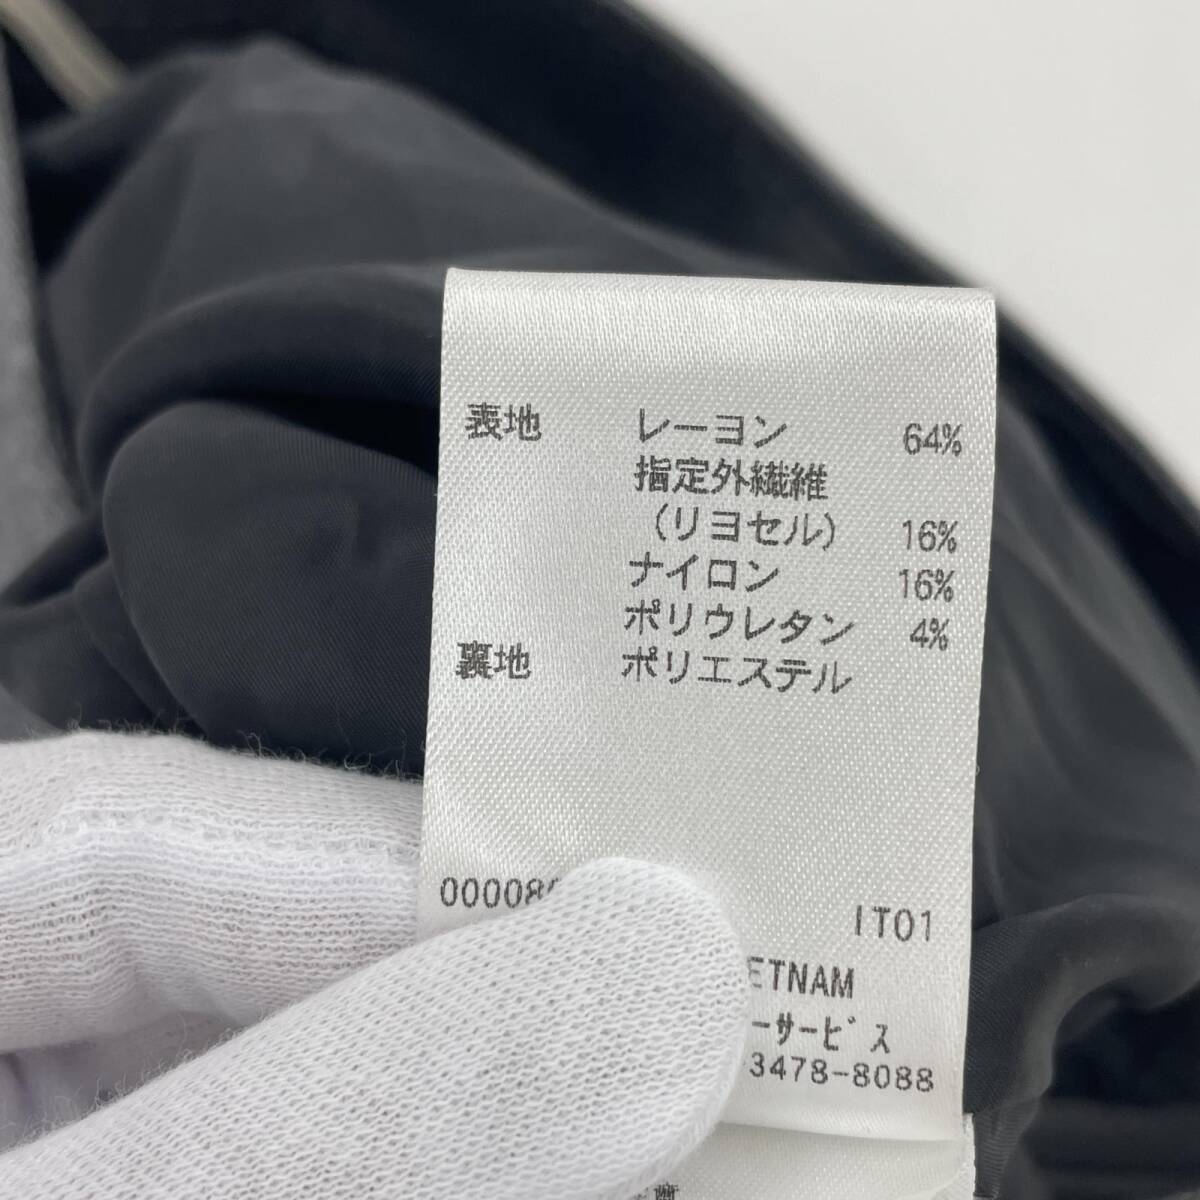 表地 レーヨン 64%
指定外繊維
(リヨセル) 16%
ナイロン 16%
ポリウレタン 4%
裏地 ポリエステル
IT01
ーサービス
3478-8088